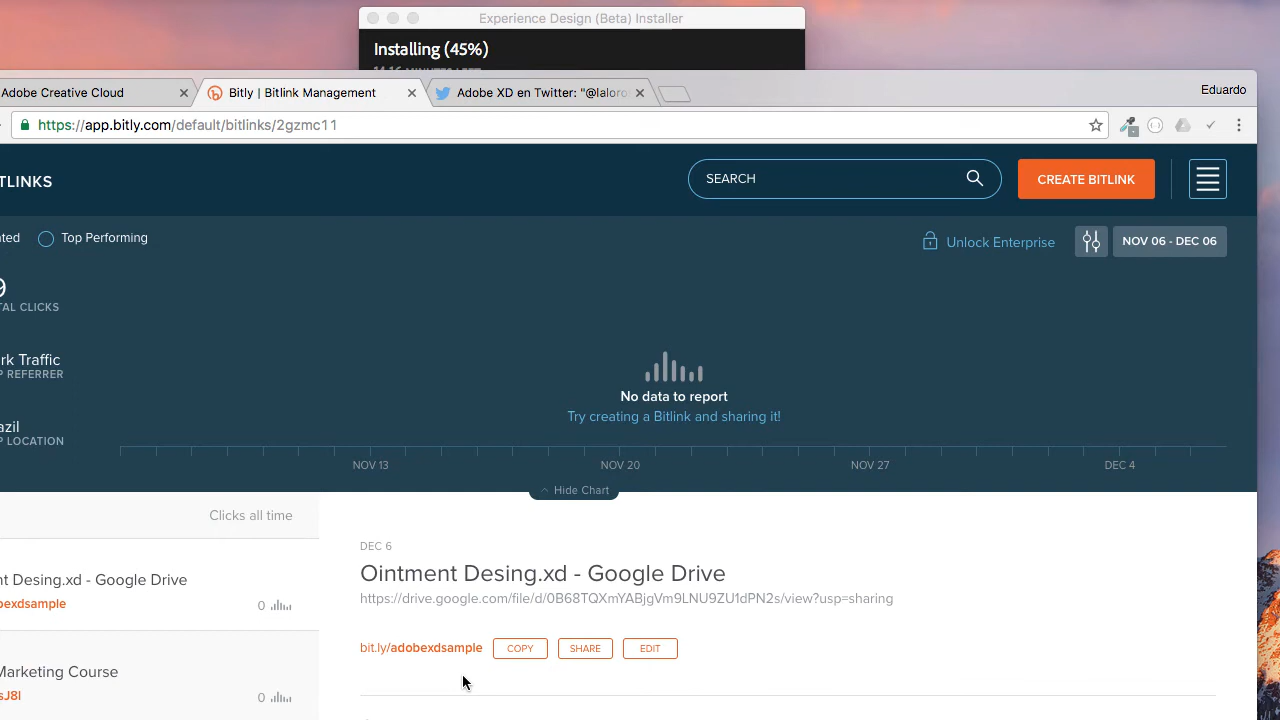 Experience Design (Beta) Installer
Installing (45%)
Adobe Creative Cloud
Bitly | Bitlink Management
Adobe XD en Twitter: "@lalorol
Eduardo
https://app.bitly.com/default/bitlinks/2gzmc11
TLINKS
SEARCH
CREATE BITLINK
Top Performing
Unlock Enterprise
NOV 06 - DEC 06
9
TAL CLICKS
rk Traffic
P REFERRER
No data to report
Try creating a Bitlink and sharing it!
azil
P LOCATION
NOV 13
NOV 20
NOV 27
DEC 4
Hide Chart
Clicks all time
DEC 6
Ointment Desing.xd - Google Drive
https://drive.google.com/file/d/0B68TQXmYABjgVm9LNU9ZU1dPN2s/view?usp=sharing
nt Desing.xd - Google Drive
bexdsample
0
bit.ly/adobexdsample
COPY
SHARE
EDIT
Marketing Course
sJ8l
0